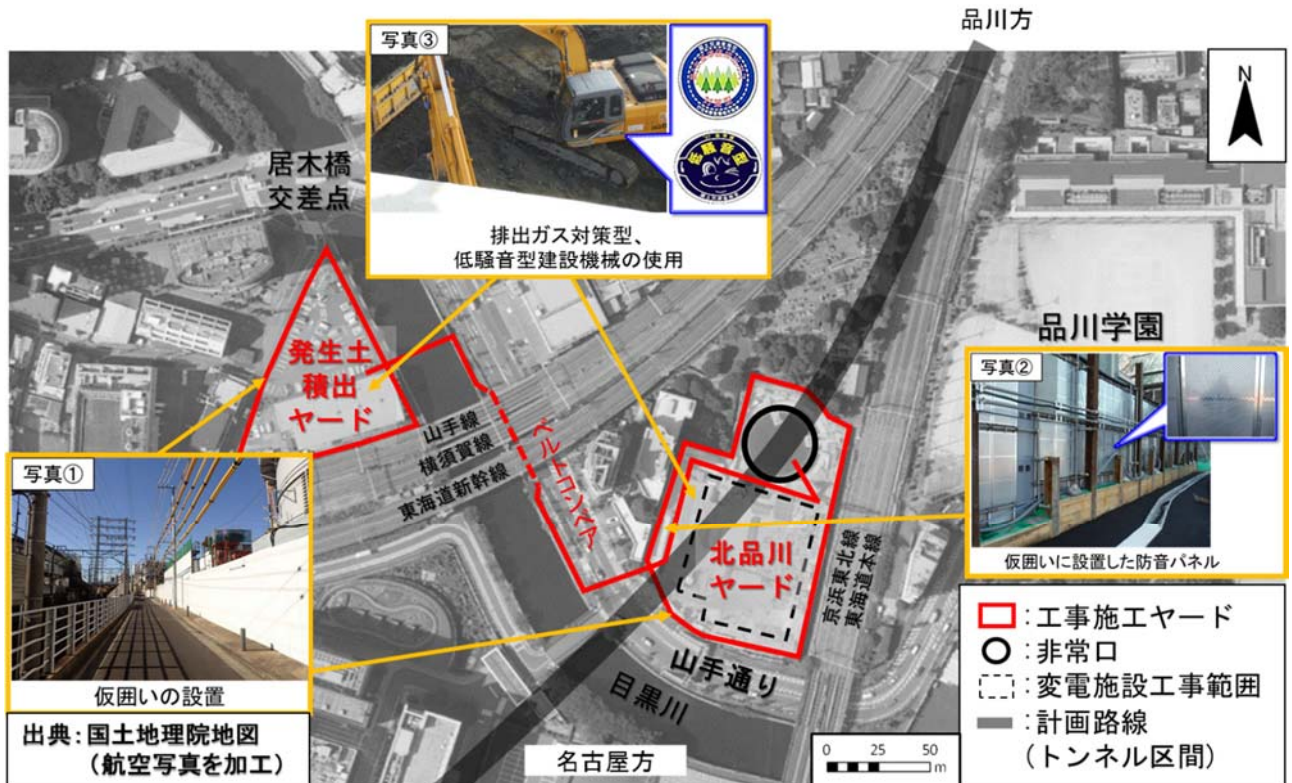 品川方
写真③
N
居木橋
交差点
低騒音
排出ガス対策型、
低騒音型建設機械の使用
品川学園
発生土
積出
ヤード
写真②
山手線
横須賀線
東海道新幹線
ベルトコンベア
写真①
北品川
ヤード
京浜東北線
東海道本線
仮囲いに設置した防音パネル
:工事施工ヤード
:非常口
:変電施設工事範囲
:計画路線
(トンネル区間)
山手通り
目黒川
仮囲いの設置
出典:国土地理院地図
(航空写真を加工)
名古屋方
0 25 50
m